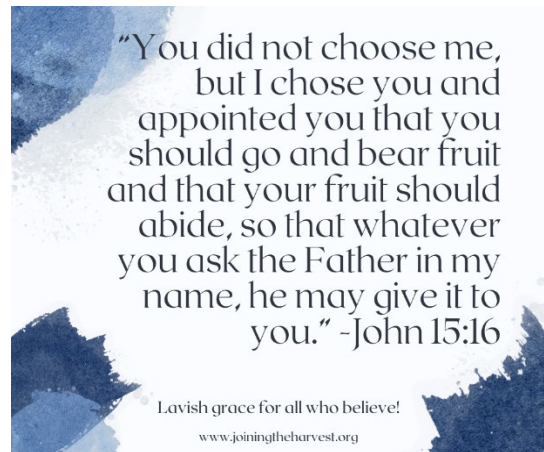 "You did not choose me,
but I chose you and
appointed you that you
should go and bear fruit
and that your fruit should
abide, so that whatever
you ask the Father in my
name, he may give it to
you." -John 15:16
Lavish grace for all who believe!
www.joiningtheharvest.org